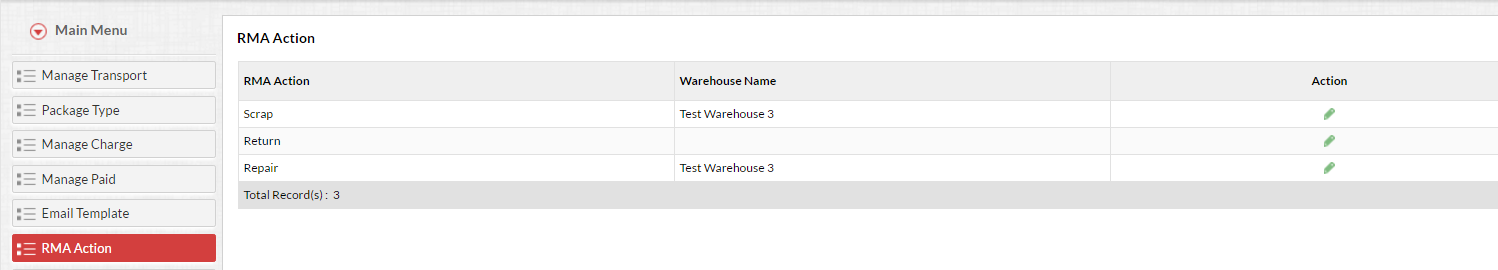 Main Menu
Manage Transport
Package Type
Manage Charge
Manage Paid
Email Template
RMA Action
RMA Action
RMA Action Warehouse Name Action
Scrap Test Warehouse 3
Return
Repair Test Warehouse 3
Total Record(s) : 3